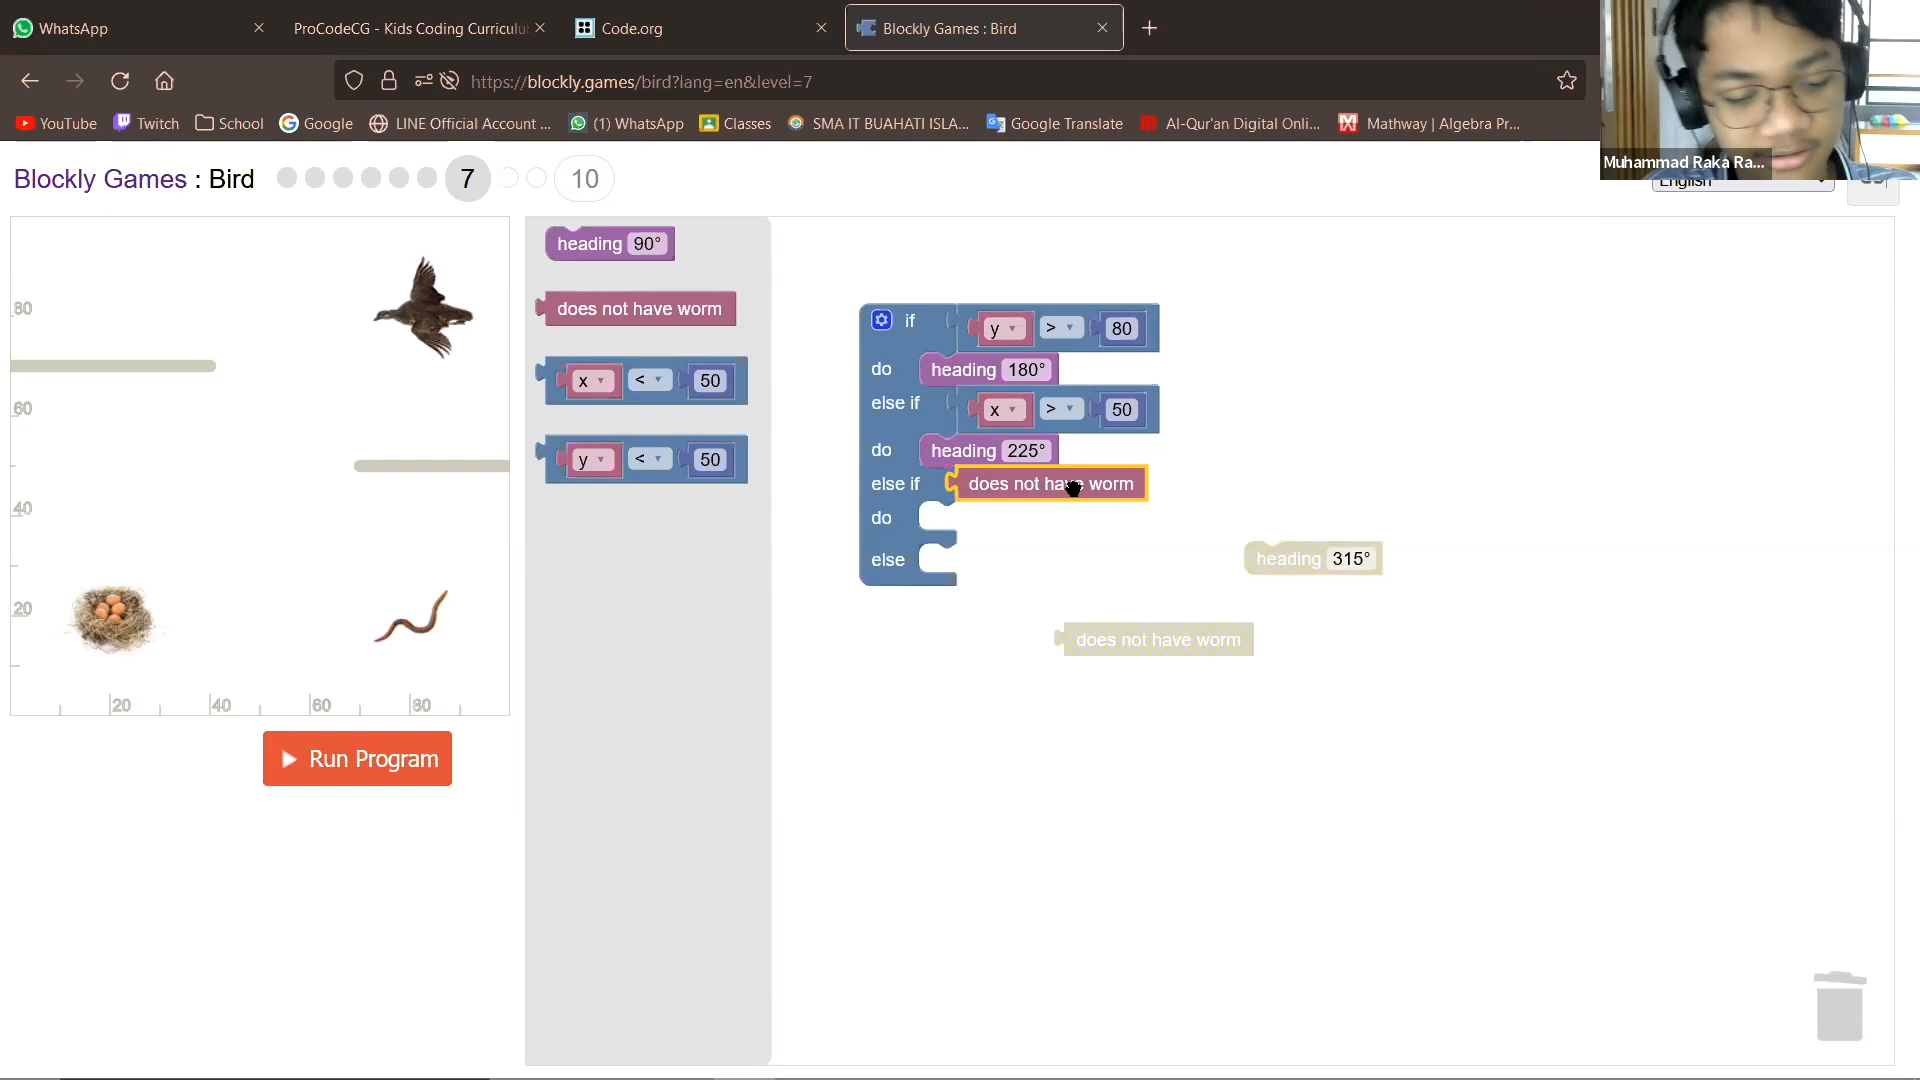 WhatsApp
ProCodeCG - Kids Coding Curriculu
Code.org
Blockly Games : Bird
https://blockly.games/bird?lang=en&level=7
YouTube
Twitch
School
Google
LINE Official Account ...
(1) WhatsApp
Classes
SMA IT BUAHATI ISLA...
Google Translate
Al-Qur'an Digital Onli...
Mathway | Algebra Pr...
Muhammad Raka Ra...
Blockly Games : Bird
7
10
English
80
60
40
20
20
40
60
80
Run Program
heading 90°
does not have worm
x < 50
y < 50
if y > 80
do heading 180°
else if x > 50
do heading 225°
else if does not have worm
do
else
heading 315°
does not have worm